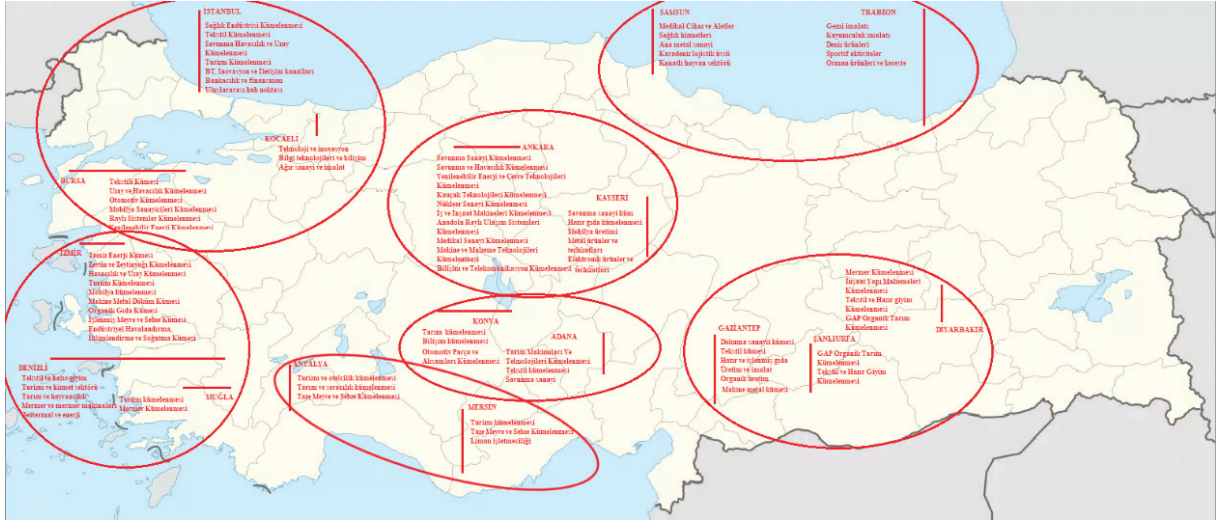 İSTANBUL
Sağlık Endüstrisi Kümelenmesi
Tekstil Kümelenmesi
Savunma Havacılık ve Uzay
Kümelenmesi
Turizm Kümelenmesi
BT, İnovasyon ve İletişim kanalları
Bankacılık ve finansman
Uluslararası hub noktası
KOCAELİ
Teknoloji ve inovasyon
Bilgi teknolojileri ve bilişim
Ağır sanayi ve imalat
BURSA
Tekstil Kümesi
Uzay ve Havacılık Kümelenmesi
Otomotiv Kümelenmesi
Mobilya Sanayicileri Kümelenmesi
Raylı Sistemler Kümelenmesi
Yenilenebilir Enerji Kümelenmesi
SAMSUN
Medikal Cihaz ve Aletler
Sağlık hizmetleri
Ana metal sanayi
Karadeniz lojistik üssü
Kanatlı hayvan sektörü
TRABZON
Gemi imalatı
Kuyumculuk imalatı
Deniz ürünleri
Sportif aktiviteler
Orman ürünleri ve kereste
ANKARA
Savunma Sanayi Kümelenmesi
Savunma ve Havacılık Kümelenmesi
Yenilenebilir Enerji ve Çevre Teknolojileri
Kümelenmesi
Kauçuk Teknolojileri Kümelenmesi
Nükleer Sanayi Kümelenmesi
İş ve İnşaat Makineleri Kümelenmesi
Anadolu Raylı Ulaşım Sistemleri
Kümelenmesi
Medikal Sanayi Kümelenmesi
Makine ve Malzeme Teknolojileri
Kümelenmesi
Bilişim ve Telekomünikasyon Kümelenmesi
KAYSERİ
Savunma sanayi küm.
Hazır gıda kümelenmesi
Mobilya üretimi
Metal ürünler ve
teçhizatları
Elektronik ürünler ve
teçhizatları
İZMİR
Temiz Enerji Kümesi
Zeytin ve Zeytinyağı Kümelenmesi
Havacılık ve Uzay Kümelenmesi
Turizm Kümelenmesi
Mobilya kümelenmesi
Makine Metal Döküm Kümesi
Organik Gıda Kümesi
İşlenmiş Meyve ve Sebze Kümesi
Endüstriyel Havalandırma,
İklimlendirme ve Soğutma Kümesi
DENİZLİ
Tekstil ve hazır giyim
Turizm ve hizmet sektörü
Tarım ve hayvancılık
Mermer ve mermer makinaları
Jeotermal ve enerji
MUĞLA
Turizm kümelenmesi
Mermer Kümelenmesi
KONYA
Tarım kümelenmesi
Bilişim kümelenmesi
Otomotiv Parça ve
Aksamları Kümelenmesi
ADANA
Tarım Makinaları Ve
Teknolojileri Kümelenmesi
Tekstil kümelenmesi
Savunma sanayi
ANTALYA
Turizm ve otelcilik kümelenmesi
Tarım ve seracılık kümelenmesi
Taze Meyve ve Sebze Kümelenmesi
MERSİN
Turizm kümelenmesi
Taze Meyve ve Sebze Kümelenmesi
Liman işletmeciliği
GAZİANTEP
Dokuma sanayii kümesi
Tekstil kümesi
Hazır ve işlenmiş gıda
Üretim ve imalat
Organik üretim
Makine metal kümesi
Mermer Kümelenmesi
İnşaat Yapı Malzemeleri
Kümelenmesi
Tekstil ve Hazır giyim
Kümelenmesi
GAP Organik Tarım
Kümelenmesi
DİYARBAKIR
ŞANLIURFA
GAP Organik Tarım
Kümelenmesi
Tekstil ve Hazır Giyim
Kümelenmesi